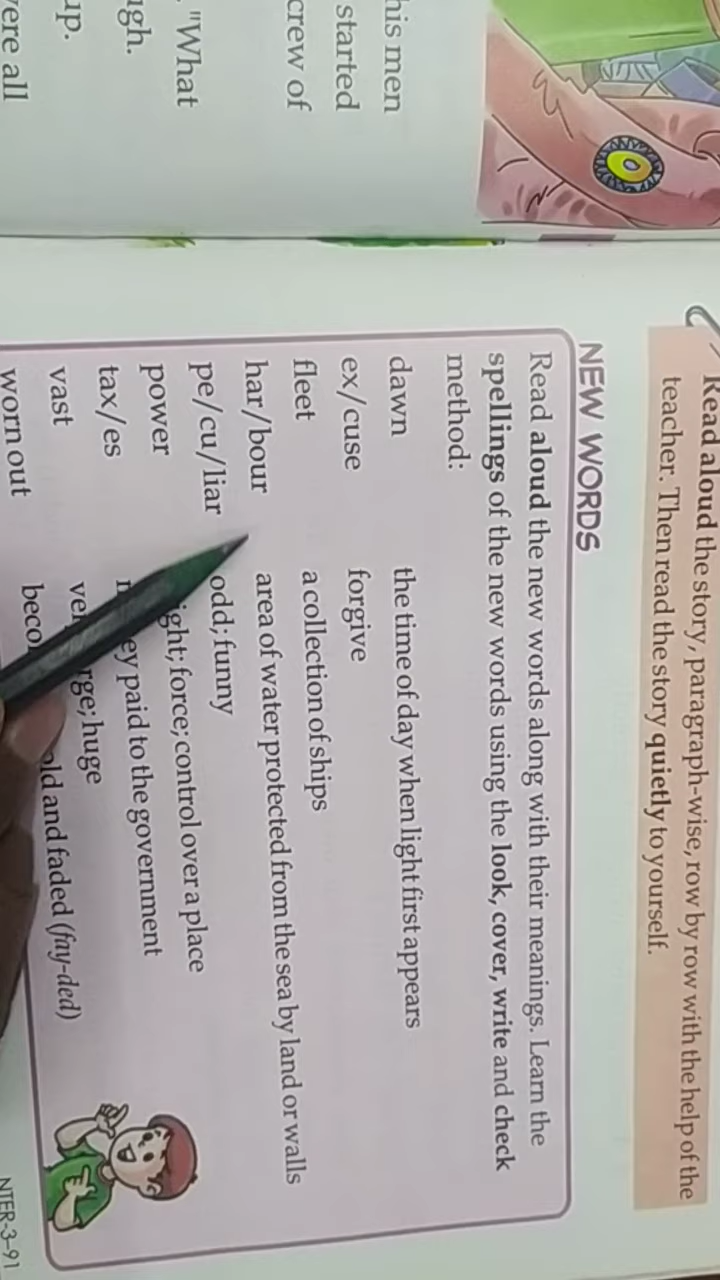 his men
started
crew of
"What
ugh.
up.
were all
Read aloud the story, paragraph-wise, row by row with the help of the
teacher. Then read the story quietly to yourself.
NEW WORDS
Read aloud the new words along with their meanings. Learn the
spellings of the new words using the look, cover, write and check
method:
dawn the time of day when light first appears
ex/cuse forgive
fleet a collection of ships
har/bour area of water protected from the sea by land or walls
pe/cu/liar odd; funny
power ight; force; control over a place
tax/es ey paid to the government
vast rge; huge
worn out beco old and faded (fay-ded)
NTER-3-91